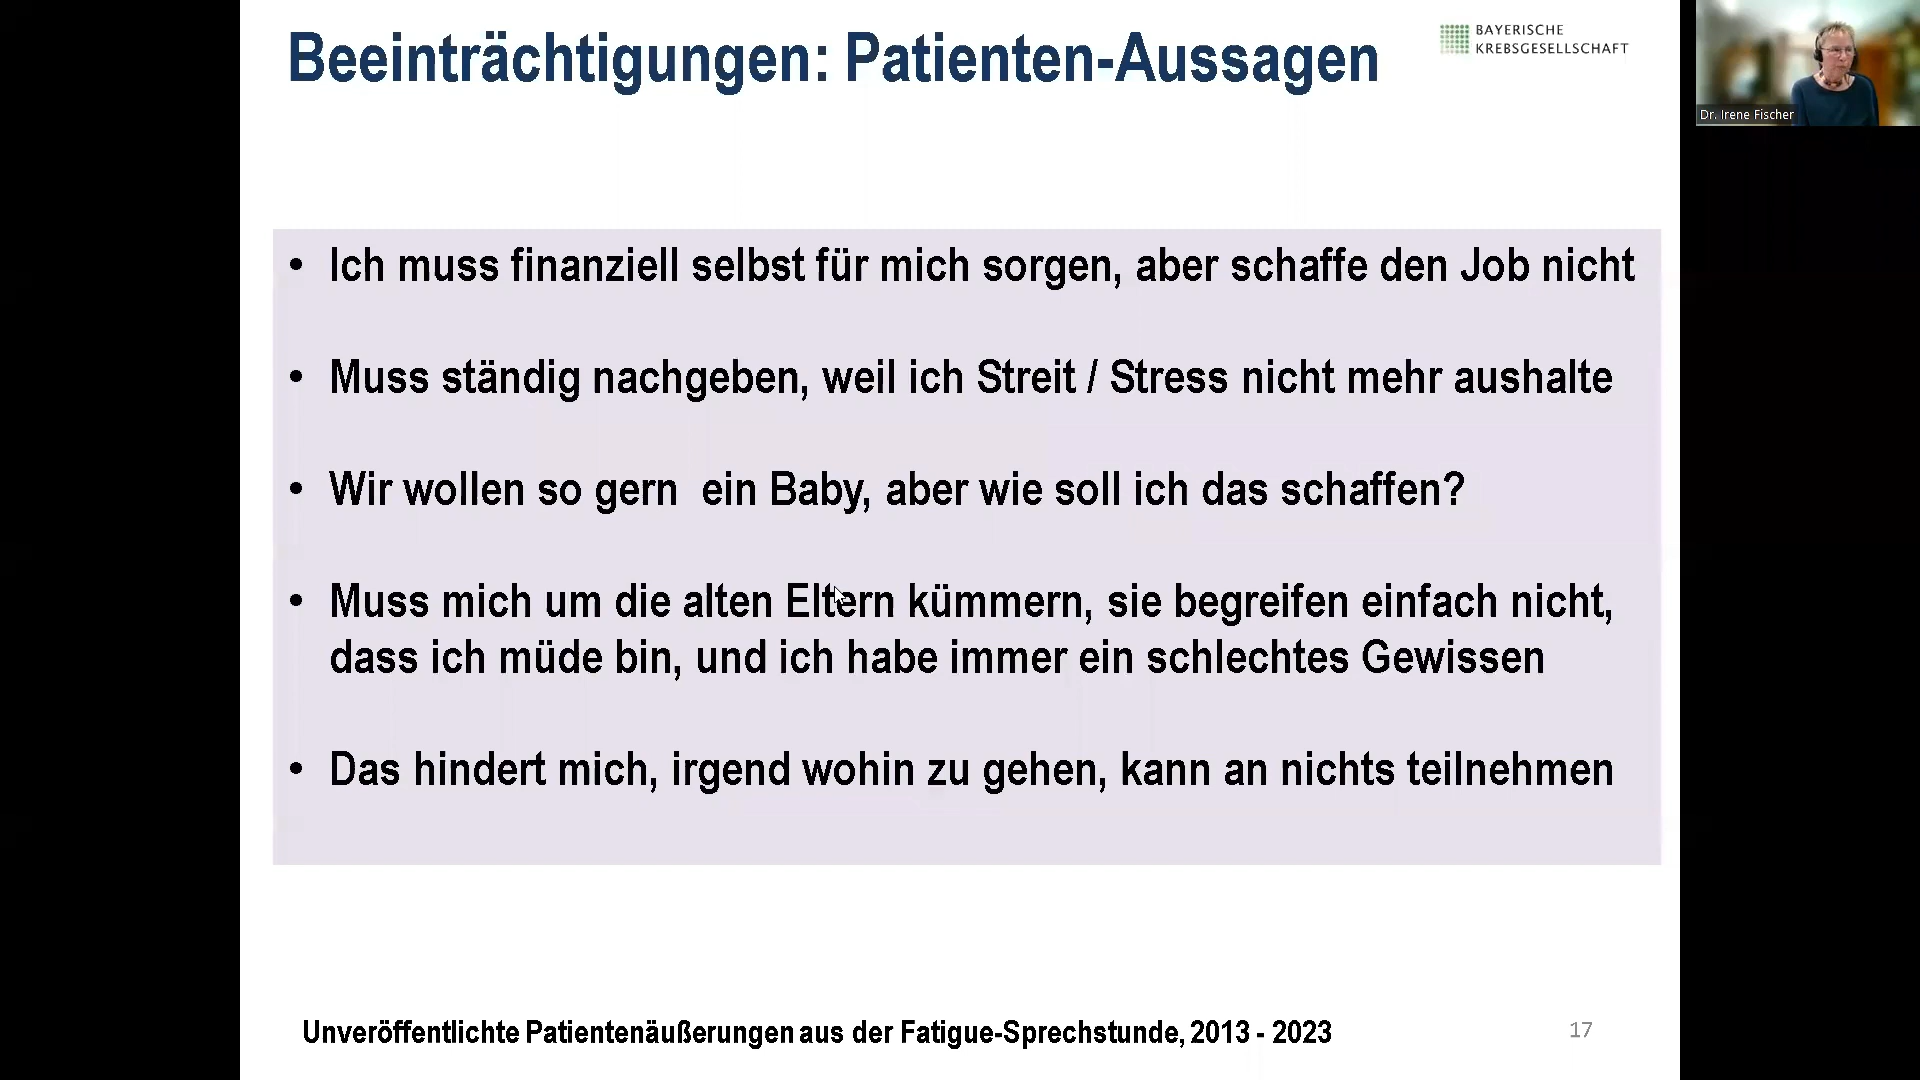 Beeinträchtigungen: Patienten-Aussagen
BAYERISCHE
KREBSGESELLSCHAFT
Dr. Irene Fischer
• Ich muss finanziell selbst für mich sorgen, aber schaffe den Job nicht
• Muss ständig nachgeben, weil ich Streit / Stress nicht mehr aushalte
• Wir wollen so gern  ein Baby, aber wie soll ich das schaffen?
• Muss mich um die alten Eltern kümmern, sie begreifen einfach nicht,
dass ich müde bin, und ich habe immer ein schlechtes Gewissen
• Das hindert mich, irgend wohin zu gehen, kann an nichts teilnehmen
Unveröffentlichte Patientenäußerungen aus der Fatigue-Sprechstunde, 2013 - 2023
17